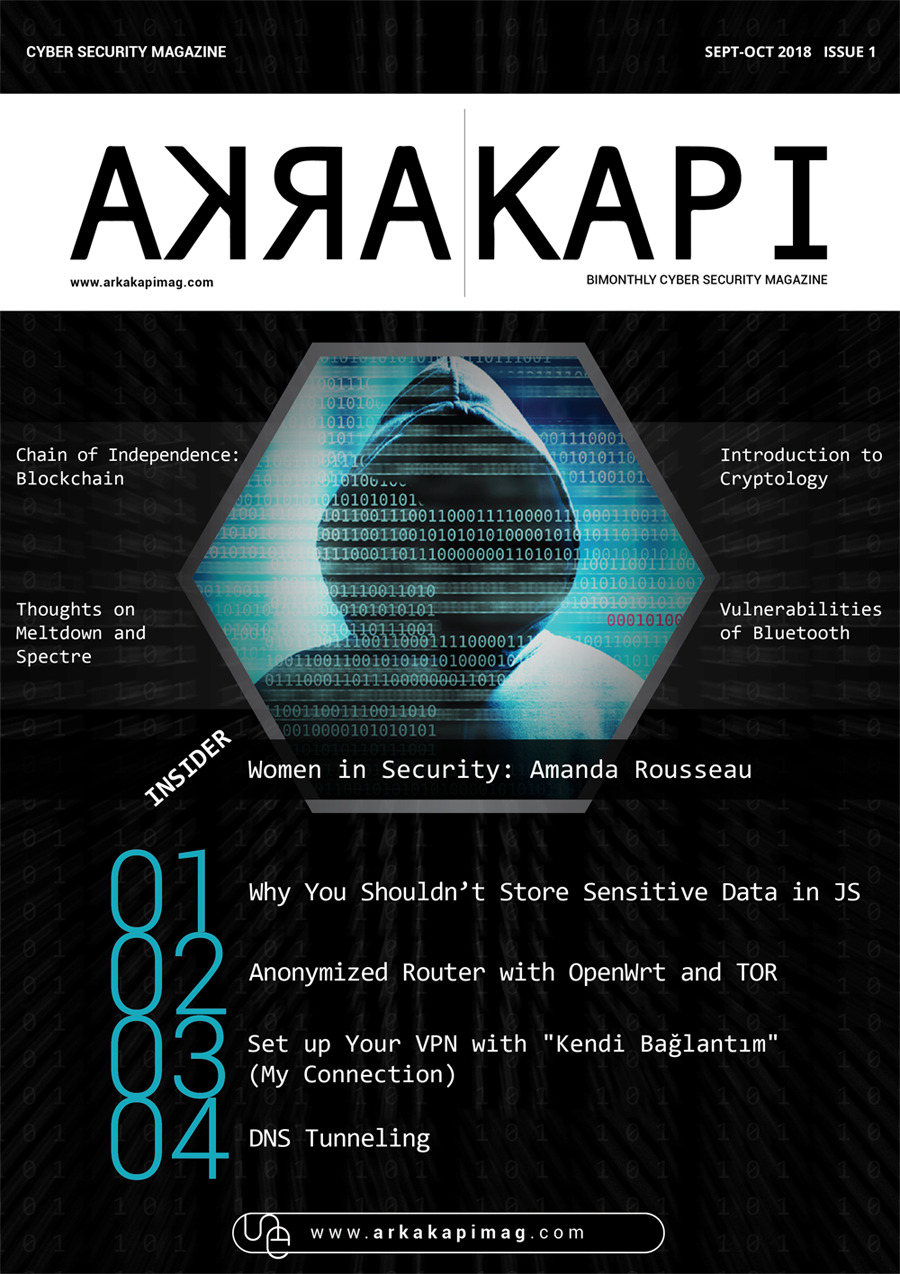 CYBER SECURITY MAGAZINE
SEPT-OCT 2018 ISSUE 1
AKRAKAPI
www.arkakapimag.com
BIMONTHLY CYBER SECURITY MAGAZINE
Chain of Independence:
Blockchain
Introduction to
Cryptology
Thoughts on
Meltdown and
Spectre
Vulnerabilities
of Bluetooth
INSIDER
Women in Security: Amanda Rousseau
01
Why You Shouldn’t Store Sensitive Data in JS
02
Anonymized Router with OpenWrt and TOR
03
Set up Your VPN with "Kendi Bağlantım"
(My Connection)
04
DNS Tunneling
www.arkakapimag.com